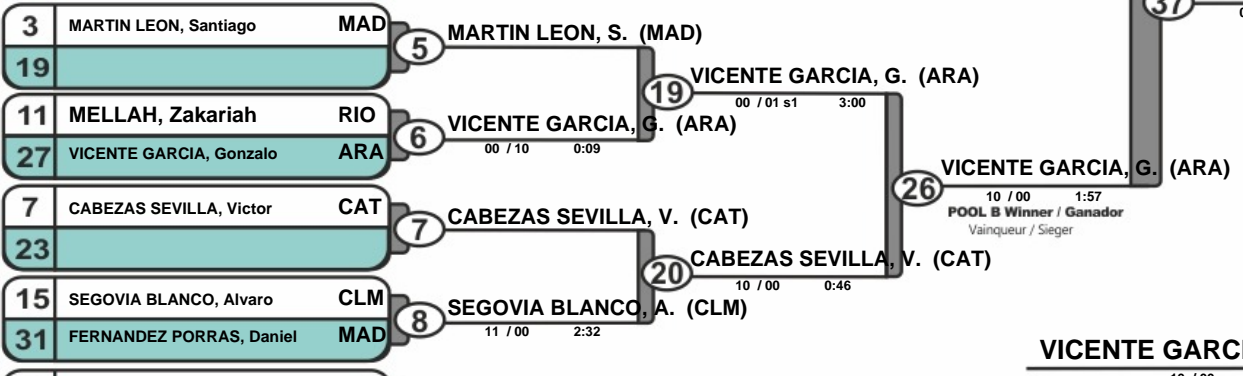 37
0
3 MARTIN LEON, Santiago MAD
19
5
MARTIN LEON, S. (MAD)
19
VICENTE GARCIA, G. (ARA)
00 / 01 s1 3:00
11 MELLAH, Zakariah RIO
27 VICENTE GARCIA, Gonzalo ARA
6
VICENTE GARCIA, G. (ARA)
00 / 10 0:09
26
VICENTE GARCIA, G. (ARA)
10 / 00 1:57
POOL B Winner / Ganador
Vainqueur / Sieger
7 CABEZAS SEVILLA, Victor CAT
23
7
CABEZAS SEVILLA, V. (CAT)
20
CABEZAS SEVILLA, V. (CAT)
10 / 00 0:46
15 SEGOVIA BLANCO, Alvaro CLM
31 FERNANDEZ PORRAS, Daniel MAD
8
SEGOVIA BLANCO, A. (CLM)
11 / 00 2:32
VICENTE GARCI